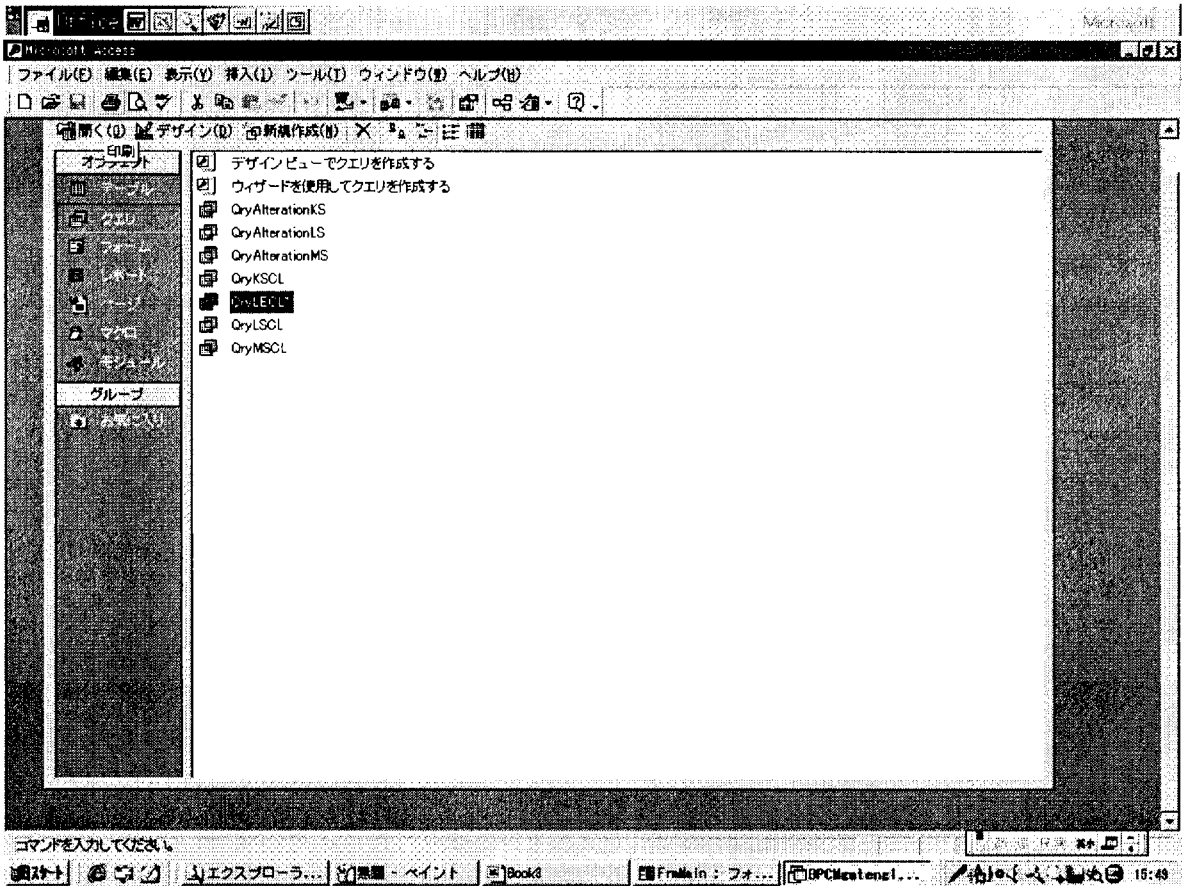 Office
Microsoft
Microsoft Access
ファイル(F) 編集(E) 表示(V) 挿入(I) ツール(T) ウィンドウ(W) ヘルプ(H)
開く(O) デザイン(D) 新規作成(N)
印刷
オブジェクト
テーブル
クエリ
フォーム
レポート
ページ
マクロ
モジュール
グループ
お気に入り
デザイン ビューでクエリを作成する
ウィザードを使用してクエリを作成する
QryAlterationKS
QryAlterationLS
QryAlterationMS
QryKSCL
QryLSCL
QryMSCL
コマンドを入力してください。
スタート エクスプローラ... 無題 - ペイント Book3 FrmMain : フォ... 15:49